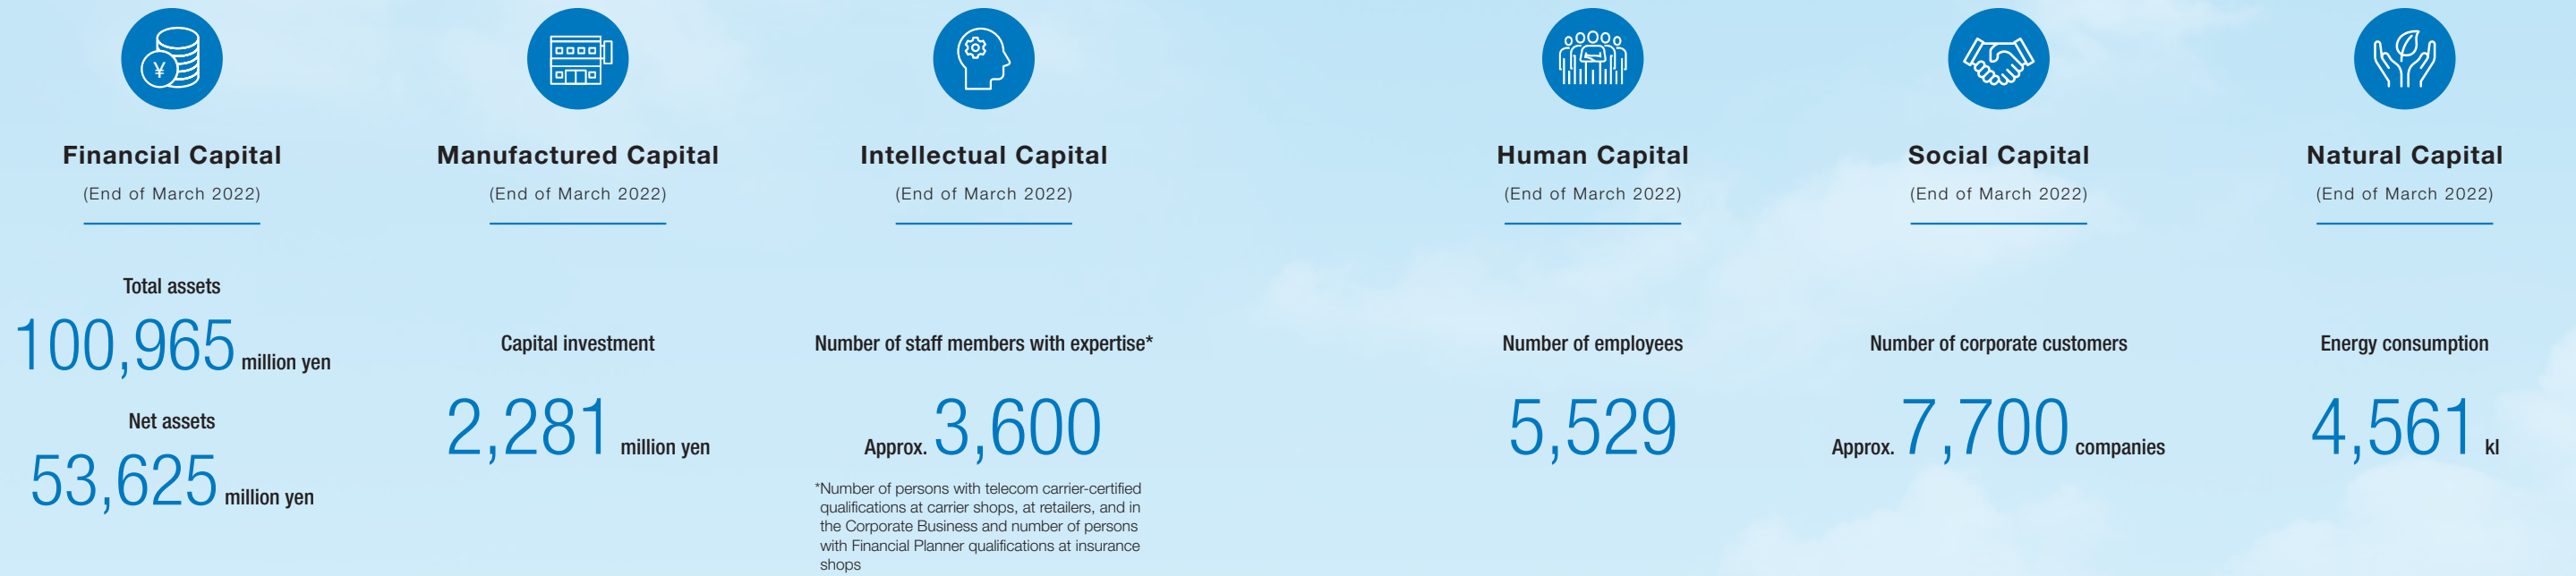 ¥
Financial Capital
(End of March 2022)
Total assets
100,965 million yen
Net assets
53,625 million yen
Manufactured Capital
(End of March 2022)
Capital investment
2,281 million yen
Intellectual Capital
(End of March 2022)
Number of staff members with expertise*
Approx. 3,600
*Number of persons with telecom carrier-certified
qualifications at carrier shops, at retailers, and in
the Corporate Business and number of persons
with Financial Planner qualifications at insurance
shops
Human Capital
(End of March 2022)
Number of employees
5,529
Social Capital
(End of March 2022)
Number of corporate customers
Approx. 7,700 companies
Natural Capital
(End of March 2022)
Energy consumption
4,561 kl